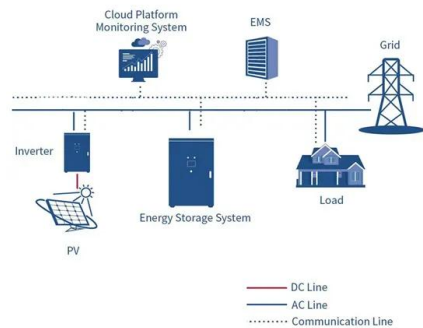 Cloud Platform
Monitoring System
EMS
Grid
Inverter
Energy Storage System
Load
PV
DC Line
AC Line
Communication Line